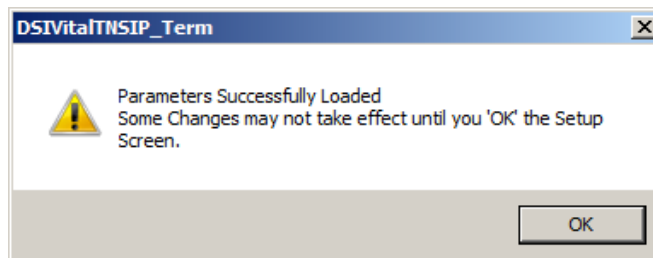 DSIVitalTNSIP_Term
Parameters Successfully Loaded
Some Changes may not take effect until you 'OK' the Setup
Screen.
OK